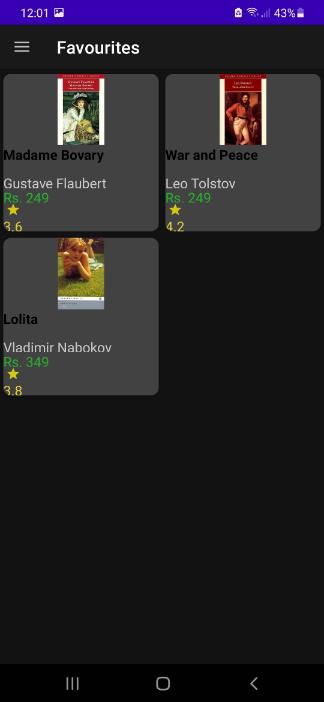 12:01
43%
Favourites
Madame Bovary
Gustave Flaubert
Rs. 249
3.6
War and Peace
Leo Tolstoy
Rs. 249
4.2
Lolita
Vladimir Nabokov
Rs. 349
3.8